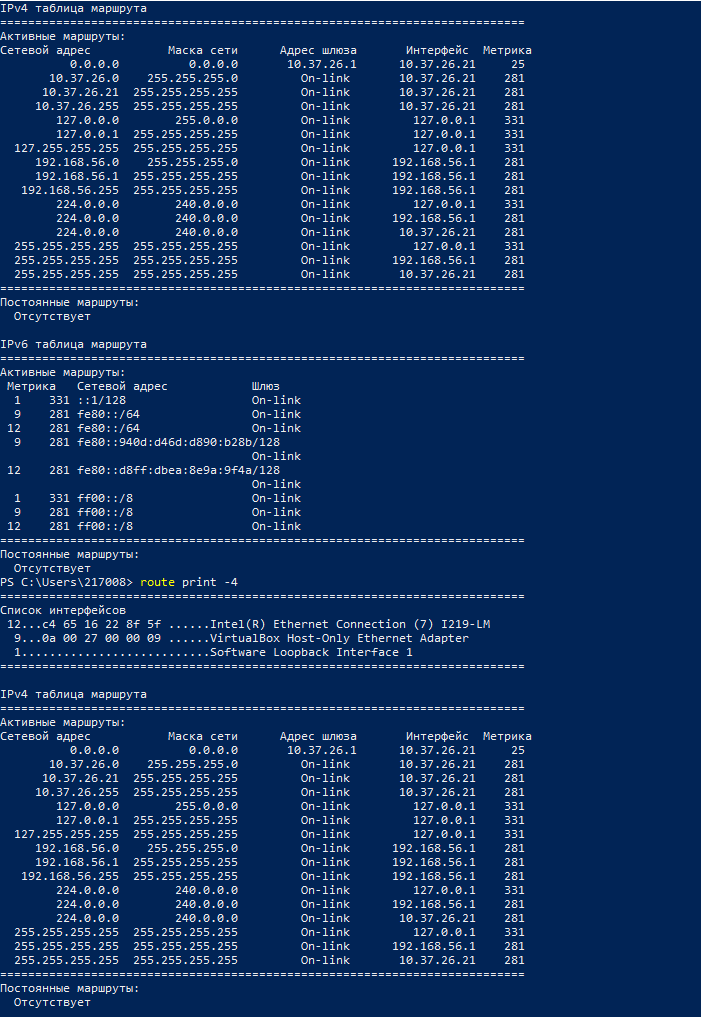 IPv4 таблица маршрута
===========================================================================
Активные маршруты:
Сетевой адрес           Маска сети      Адрес шлюза       Интерфейс  Метрика
          0.0.0.0          0.0.0.0       10.37.26.1      10.37.26.21     25
       10.37.26.0    255.255.255.0         On-link       10.37.26.21    281
      10.37.26.21  255.255.255.255         On-link       10.37.26.21    281
     10.37.26.255  255.255.255.255         On-link       10.37.26.21    281
        127.0.0.0        255.0.0.0         On-link         127.0.0.1    331
        127.0.0.1  255.255.255.255         On-link         127.0.0.1    331
  127.255.255.255  255.255.255.255         On-link         127.0.0.1    331
     192.168.56.0    255.255.255.0         On-link      192.168.56.1    281
     192.168.56.1  255.255.255.255         On-link      192.168.56.1    281
   192.168.56.255  255.255.255.255         On-link      192.168.56.1    281
        224.0.0.0        240.0.0.0         On-link         127.0.0.1    331
        224.0.0.0        240.0.0.0         On-link      192.168.56.1    281
        224.0.0.0        240.0.0.0         On-link       10.37.26.21    281
  255.255.255.255  255.255.255.255         On-link         127.0.0.1    331
  255.255.255.255  255.255.255.255         On-link      192.168.56.1    281
  255.255.255.255  255.255.255.255         On-link       10.37.26.21    281
===========================================================================
Постоянные маршруты:
  Отсутствует

IPv6 таблица маршрута
===========================================================================
Активные маршруты:
 Метрика   Сетевой адрес            Шлюз
  1    331 ::1/128                  On-link
  9    281 fe80::/64                On-link
 12    281 fe80::/64                On-link
  9    281 fe80::940d:d46d:d890:b28b/128
                                    On-link
 12    281 fe80::d8ff:dbea:8e9a:9f4a/128
                                    On-link
  1    331 ff00::/8                 On-link
  9    281 ff00::/8                 On-link
 12    281 ff00::/8                 On-link
===========================================================================
Постоянные маршруты:
  Отсутствует
PS C:\Users\217008> route print -4
===========================================================================
Список интерфейсов
 12...c4 65 16 22 8f 5f ......Intel(R) Ethernet Connection (7) I219-LM
  9...0a 00 27 00 00 09 ......VirtualBox Host-Only Ethernet Adapter
  1...........................Software Loopback Interface 1
===========================================================================

IPv4 таблица маршрута
===========================================================================
Активные маршруты:
Сетевой адрес           Маска сети      Адрес шлюза       Интерфейс  Метрика
          0.0.0.0          0.0.0.0       10.37.26.1      10.37.26.21     25
       10.37.26.0    255.255.255.0         On-link       10.37.26.21    281
      10.37.26.21  255.255.255.255         On-link       10.37.26.21    281
     10.37.26.255  255.255.255.255         On-link       10.37.26.21    281
        127.0.0.0        255.0.0.0         On-link         127.0.0.1    331
        127.0.0.1  255.255.255.255         On-link         127.0.0.1    331
  127.255.255.255  255.255.255.255         On-link         127.0.0.1    331
     192.168.56.0    255.255.255.0         On-link      192.168.56.1    281
     192.168.56.1  255.255.255.255         On-link      192.168.56.1    281
   192.168.56.255  255.255.255.255         On-link      192.168.56.1    281
        224.0.0.0        240.0.0.0         On-link         127.0.0.1    331
        224.0.0.0        240.0.0.0         On-link      192.168.56.1    281
        224.0.0.0        240.0.0.0         On-link       10.37.26.21    281
  255.255.255.255  255.255.255.255         On-link         127.0.0.1    331
  255.255.255.255  255.255.255.255         On-link      192.168.56.1    281
  255.255.255.255  255.255.255.255         On-link       10.37.26.21    281
===========================================================================
Постоянные маршруты:
  Отсутствует